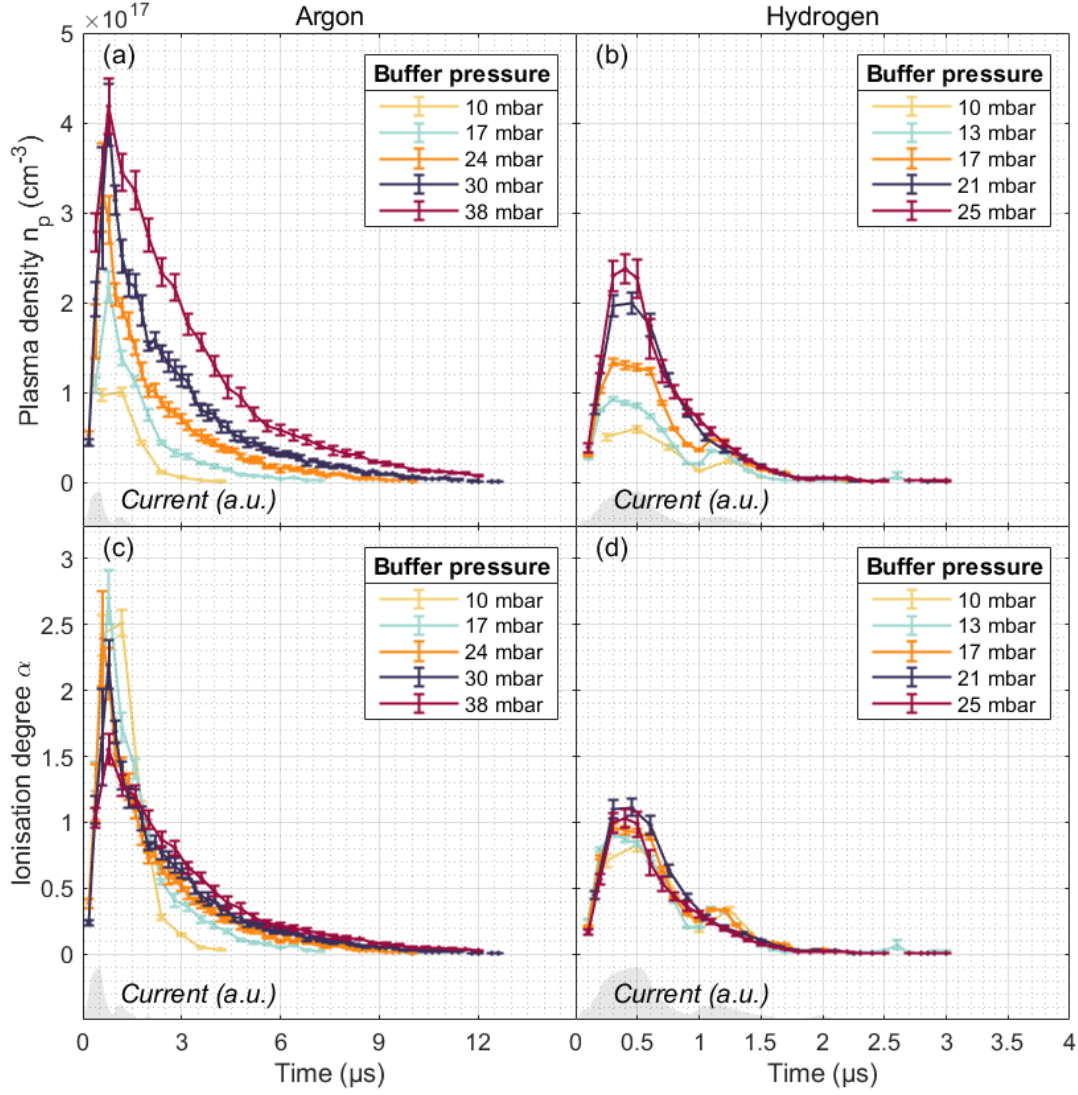 Argon
Hydrogen
×10¹⁷
5
4
3
2
1
0
Plasma density nₚ (cm⁻³)
(a)
Buffer pressure
10 mbar
17 mbar
24 mbar
30 mbar
38 mbar
Current (a.u.)
(b)
Buffer pressure
10 mbar
13 mbar
17 mbar
21 mbar
25 mbar
Current (a.u.)
3
2.5
2
1.5
1
0.5
0
Ionisation degree α
(c)
Buffer pressure
10 mbar
17 mbar
24 mbar
30 mbar
38 mbar
Current (a.u.)
0 3 6 9 12
Time (µs)
(d)
Buffer pressure
10 mbar
13 mbar
17 mbar
21 mbar
25 mbar
Current (a.u.)
0 0.5 1 1.5 2 2.5 3 3.5 4
Time (µs)